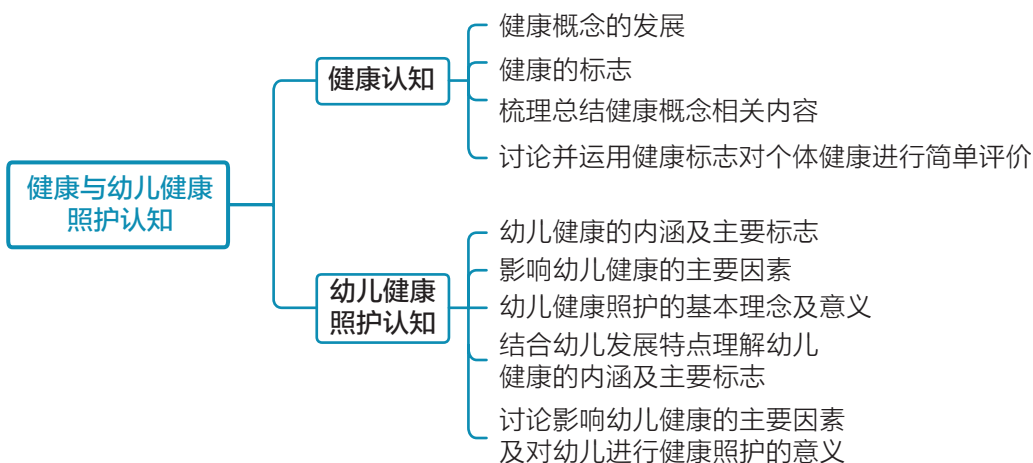 健康与幼儿健康
照护认知
健康认知
健康概念的发展
健康的标志
梳理总结健康概念相关内容
讨论并运用健康标志对个体健康进行简单评价
幼儿健康
照护认知
幼儿健康的内涵及主要标志
影响幼儿健康的主要因素
幼儿健康照护的基本理念及意义
结合幼儿发展特点理解幼儿
健康的内涵及主要标志
讨论影响幼儿健康的主要因素
及对幼儿进行健康照护的意义